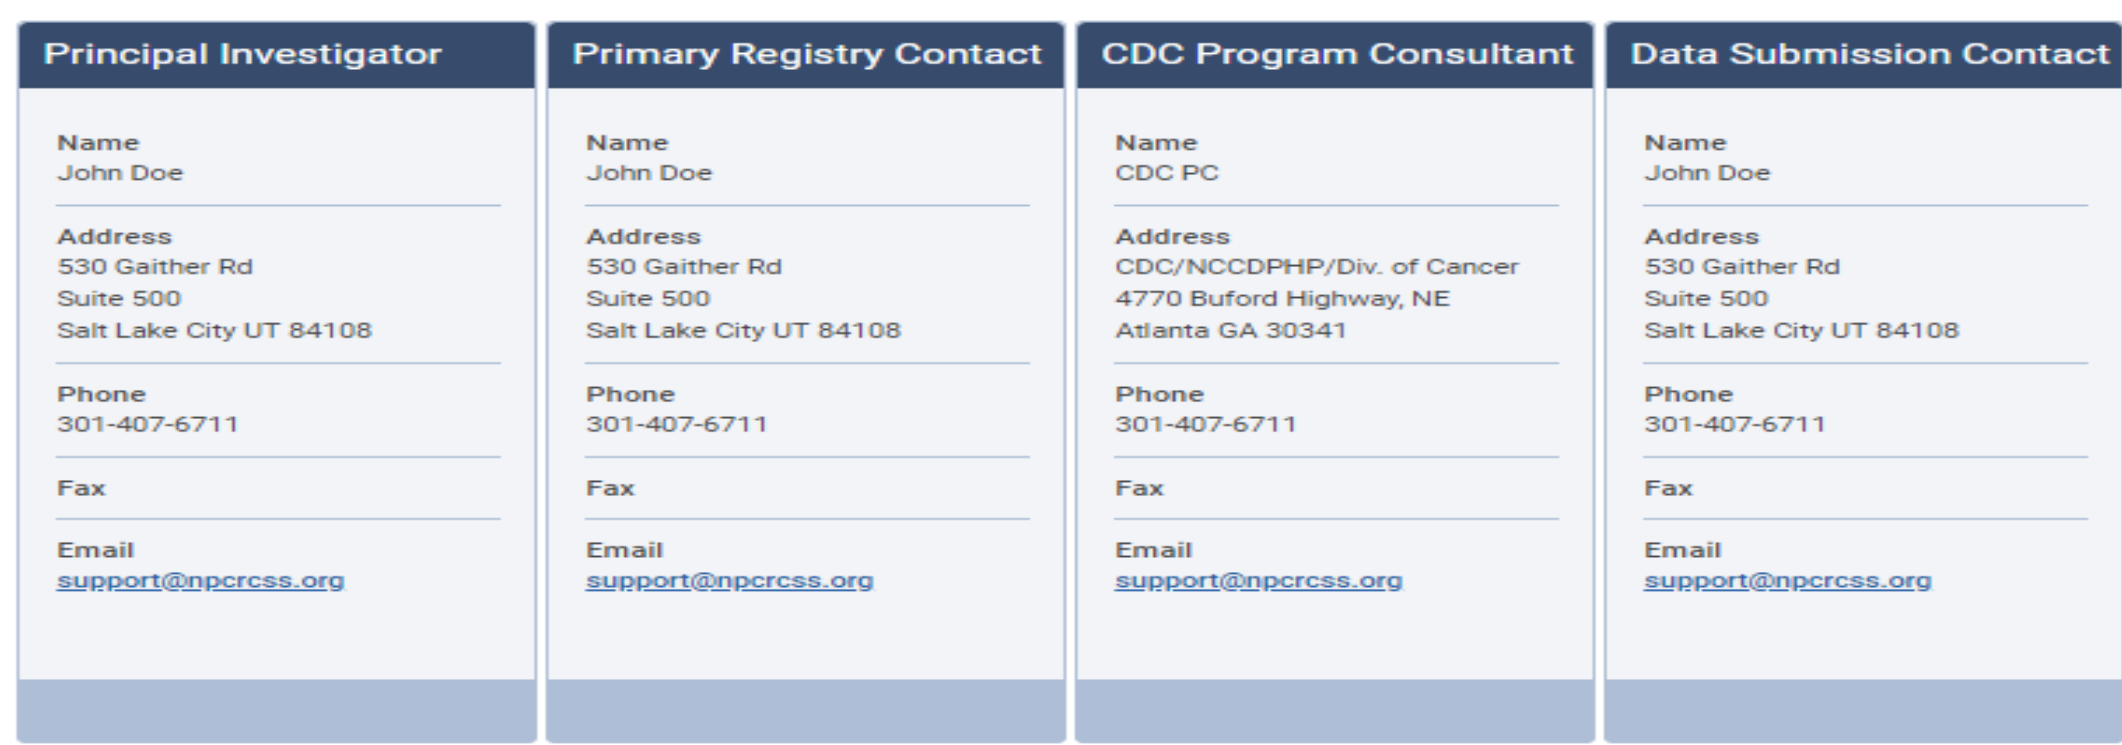 Principal Investigator
Name
John Doe
Address
530 Gaither Rd
Suite 500
Salt Lake City UT 84108
Phone
301-407-6711
Fax
Email
support@npcrcss.org
Primary Registry Contact
Name
John Doe
Address
530 Gaither Rd
Suite 500
Salt Lake City UT 84108
Phone
301-407-6711
Fax
Email
support@npcrcss.org
CDC Program Consultant
Name
CDC PC
Address
CDC/NCCDPHP/Div. of Cancer
4770 Buford Highway, NE
Atlanta GA 30341
Phone
301-407-6711
Fax
Email
support@npcrcss.org
Data Submission Contact
Name
John Doe
Address
530 Gaither Rd
Suite 500
Salt Lake City UT 84108
Phone
301-407-6711
Fax
Email
support@npcrcss.org